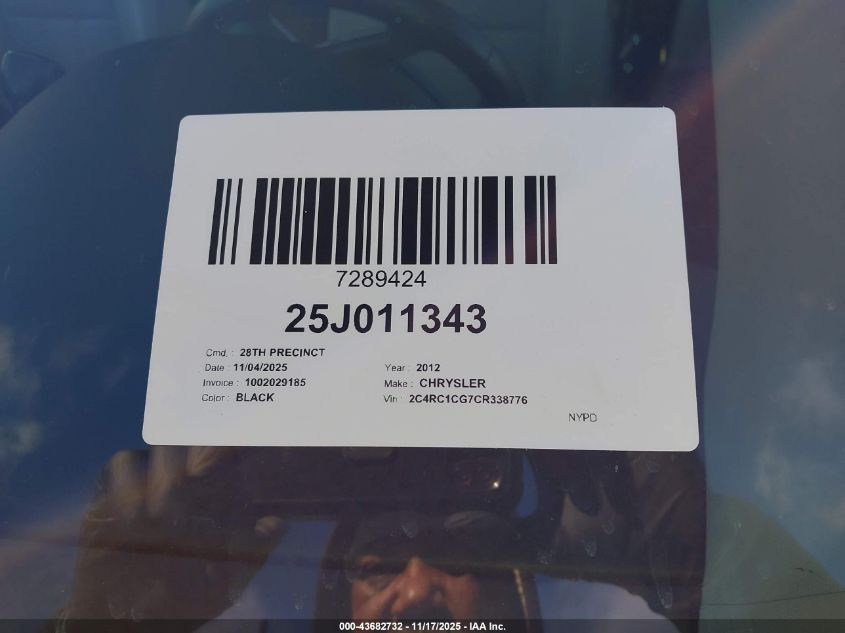 7289424
25J011343
Cmd. : 28TH PRECINCT
Date : 11/04/2025 Year : 2012
Invoice : 1002029185 Make : CHRYSLER
Color : BLACK Vin : 2C4RC1CG7CR338776
NYPD
000-43682732 - 11/17/2025 - IAA Inc.